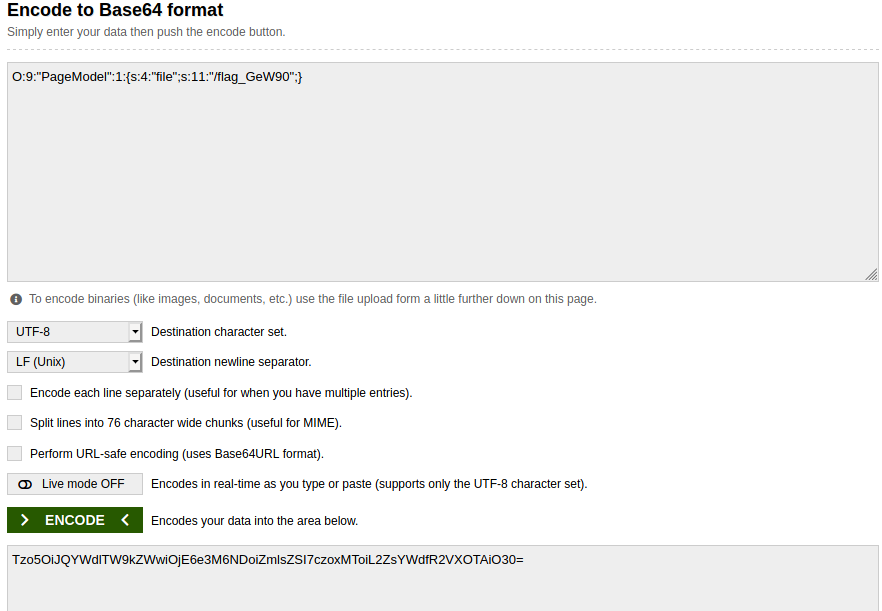 Encode to Base64 format
Simply enter your data then push the encode button.
O:9:"PageModel":1:{s:4:"file";s:11:"/flag_GeW90";}
To encode binaries (like images, documents, etc.) use the file upload form a little further down on this page.
UTF-8 Destination character set.
LF (Unix) Destination newline separator.
Encode each line separately (useful for when you have multiple entries).
Split lines into 76 character wide chunks (useful for MIME).
Perform URL-safe encoding (uses Base64URL format).
Live mode OFF Encodes in real-time as you type or paste (supports only the UTF-8 character set).
> ENCODE < Encodes your data into the area below.
Tzo5OiJQYWdlTW9kZWwiOjE6e3M6NDoiZmlsZSI7czoxMToiL2ZsYWdfR2VXOTAiO30=